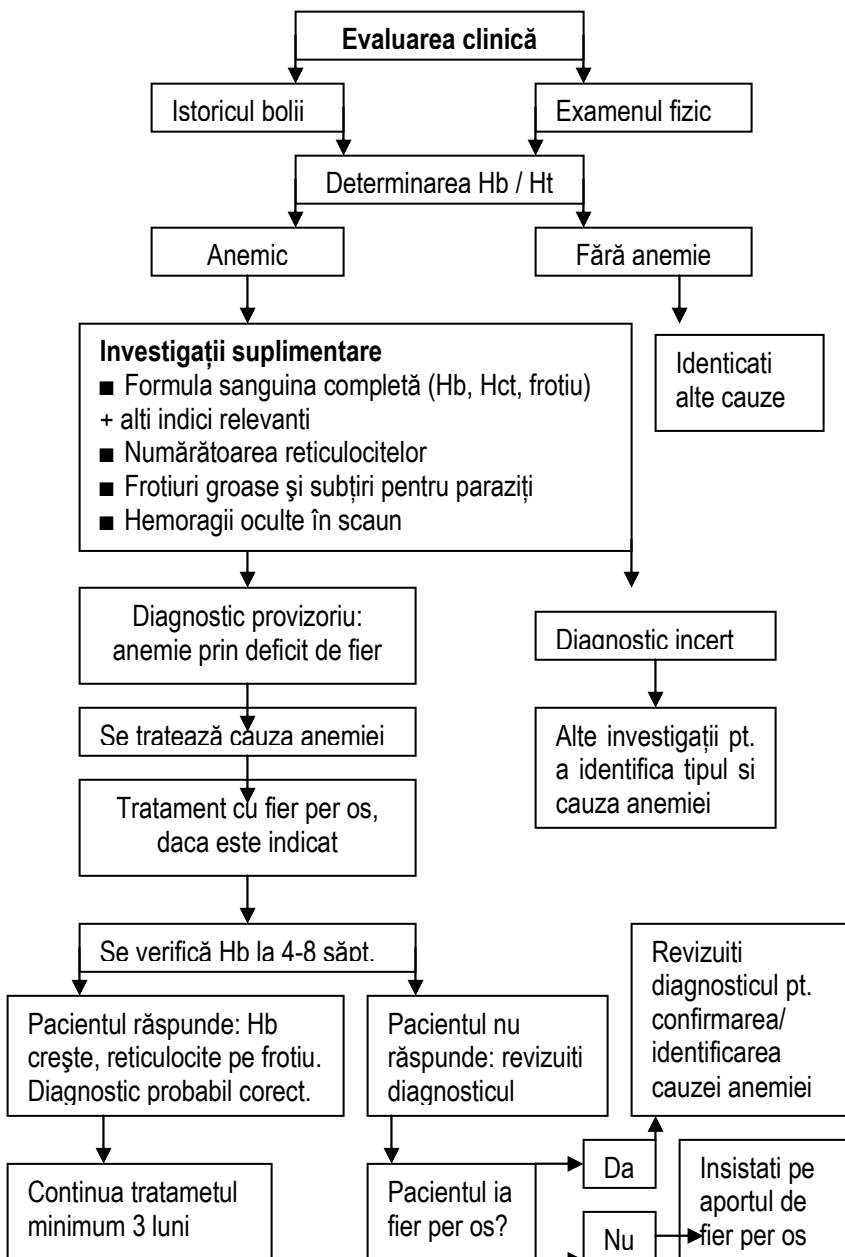 Evaluarea clinică
Istoricul bolii
Examenul fizic
Determinarea Hb / Ht
Anemic
Fără anemie
Investigaţii suplimentare
■ Formula sanguina completă (Hb, Hct, frotiu)
+ alti indici relevanti
■ Numărătoarea reticulocitelor
■ Frotiuri groase şi subţiri pentru paraziţi
■ Hemoragii oculte în scaun
Identicati
alte cauze
Diagnostic provizoriu:
anemie prin deficit de fier
Diagnostic incert
Se tratează cauza anemiei
Alte investigaţii pt.
a identifica tipul si
cauza anemiei
Tratament cu fier per os,
daca este indicat
Se verifică Hb la 4-8 săpt.
Revizuiti
diagnosticul pt.
confirmarea/
identificarea
cauzei anemiei
Pacientul răspunde: Hb
creşte, reticulocite pe frotiu.
Diagnostic probabil corect.
Pacientul nu
răspunde: revizuiti
diagnosticul
Continua tratametul
minimum 3 luni
Pacientul ia
fier per os?
Da
Nu
Insistati pe
aportul de
fier per os